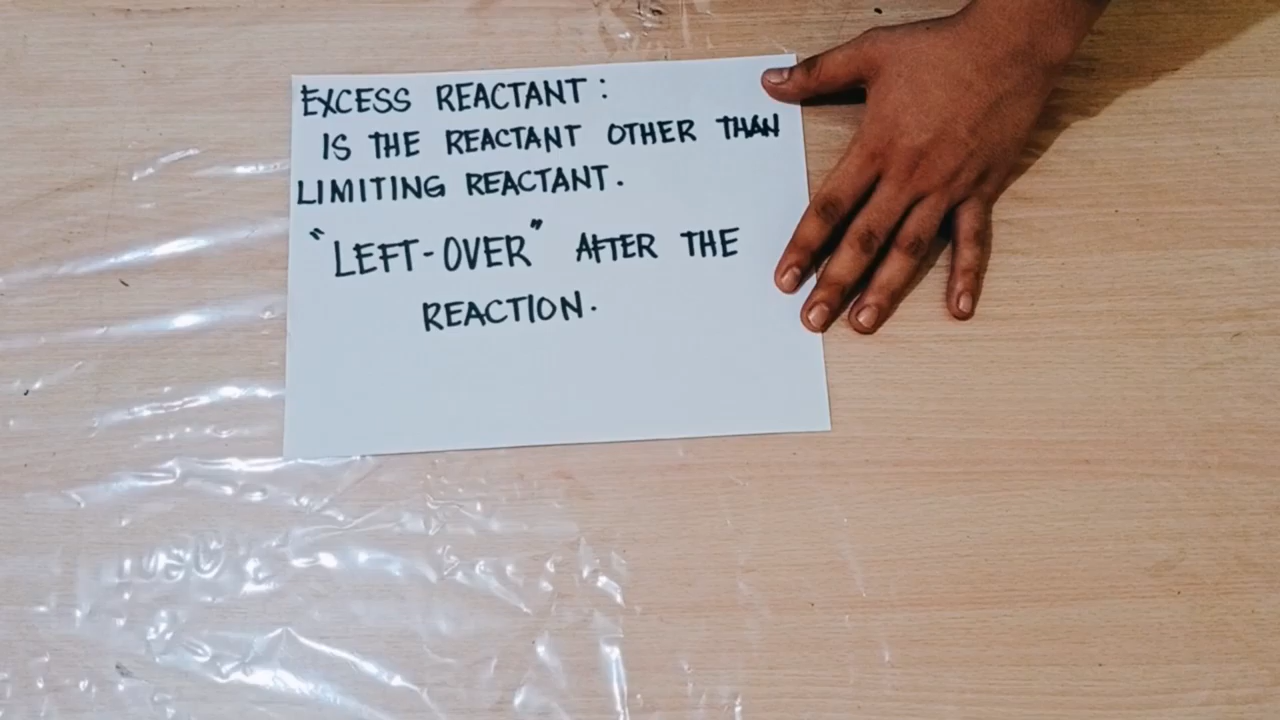 EXCESS REACTANT :
IS THE REACTANT OTHER THAN
LIMITING REACTANT.
"LEFT-OVER" AFTER THE
REACTION.